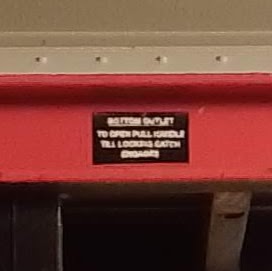 BOTTOM OUTLET
TO OPEN PULL HANDLE
TILL LOCKING CATCH
ENGAGES